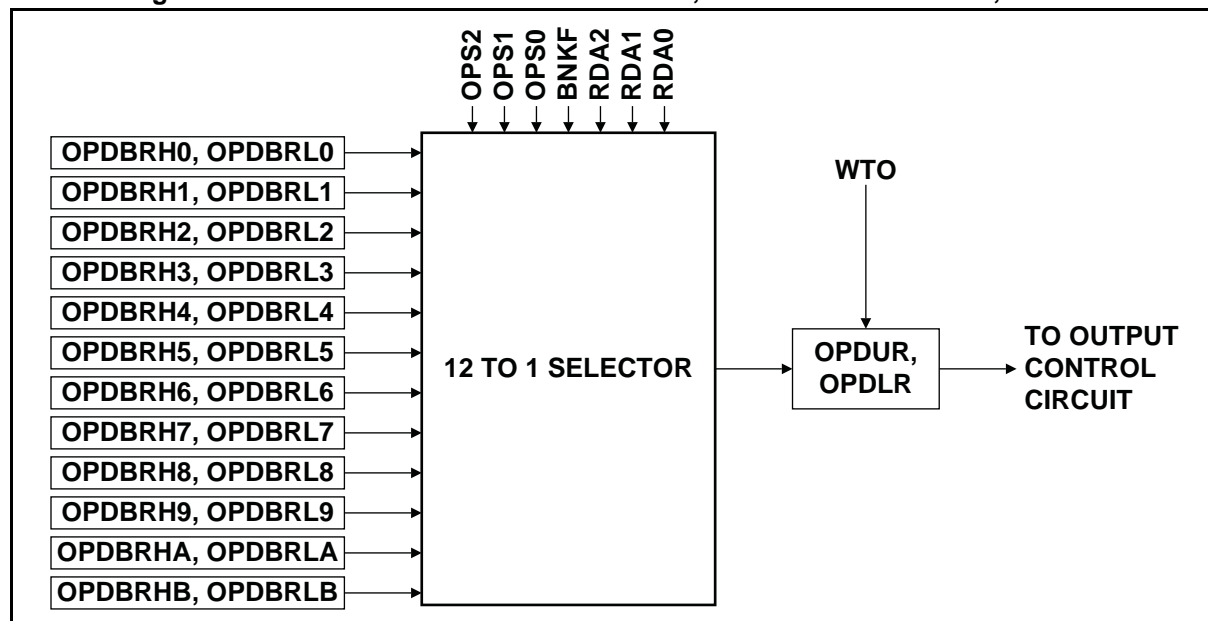 OPS2
OPS1
OPS0
BNKF
RDA2
RDA1
RDA0
OPDBRH0, OPDBRL0
OPDBRH1, OPDBRL1
OPDBRH2, OPDBRL2
OPDBRH3, OPDBRL3
OPDBRH4, OPDBRL4
OPDBRH5, OPDBRL5
OPDBRH6, OPDBRL6
OPDBRH7, OPDBRL7
OPDBRH8, OPDBRL8
OPDBRH9, OPDBRL9
OPDBRHA, OPDBRLA
OPDBRHB, OPDBRLB
12 TO 1 SELECTOR
WTO
OPDUR,
OPDLR
TO OUTPUT
CONTROL
CIRCUIT